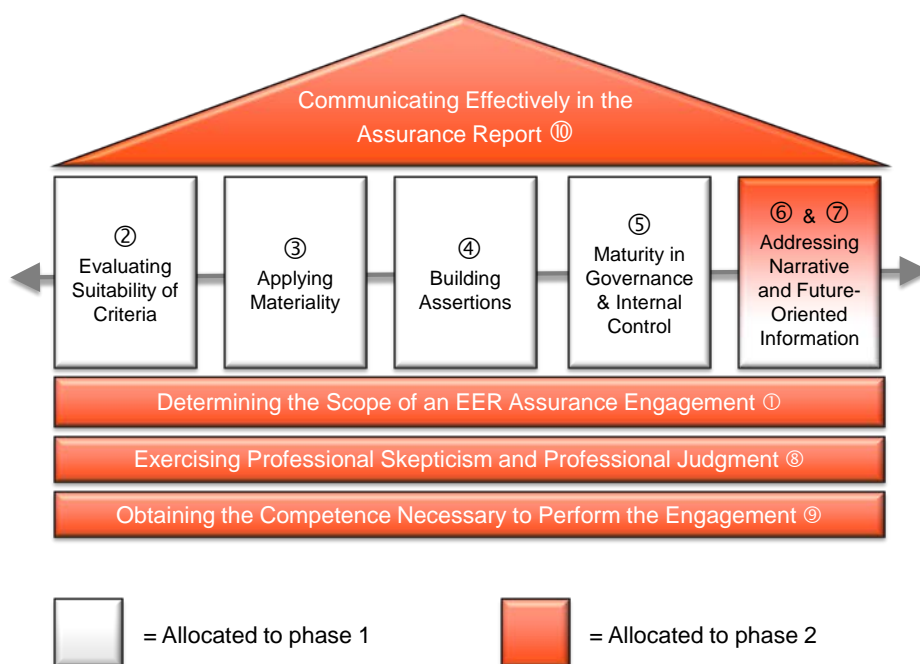 Communicating Effectively in the
Assurance Report ⑩
②
Evaluating
Suitability of
Criteria
③
Applying
Materiality
④
Building
Assertions
⑤
Maturity in
Governance
& Internal
Control
⑥ & ⑦
Addressing
Narrative
and Future-
Oriented
Information
Determining the Scope of an EER Assurance Engagement ①
Exercising Professional Skepticism and Professional Judgment ⑧
Obtaining the Competence Necessary to Perform the Engagement ⑨
= Allocated to phase 1
= Allocated to phase 2